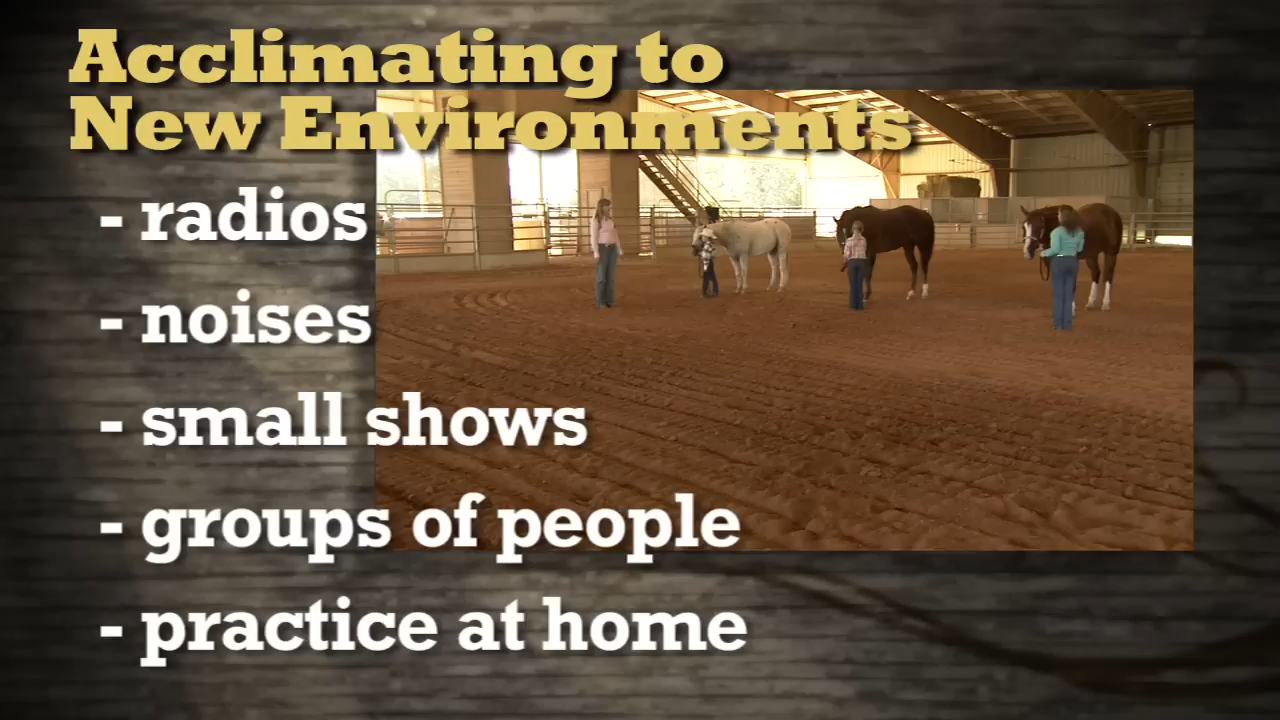 Acclimating to
New Environments
- radios
- noises
- small shows
- groups of people
- practice at home